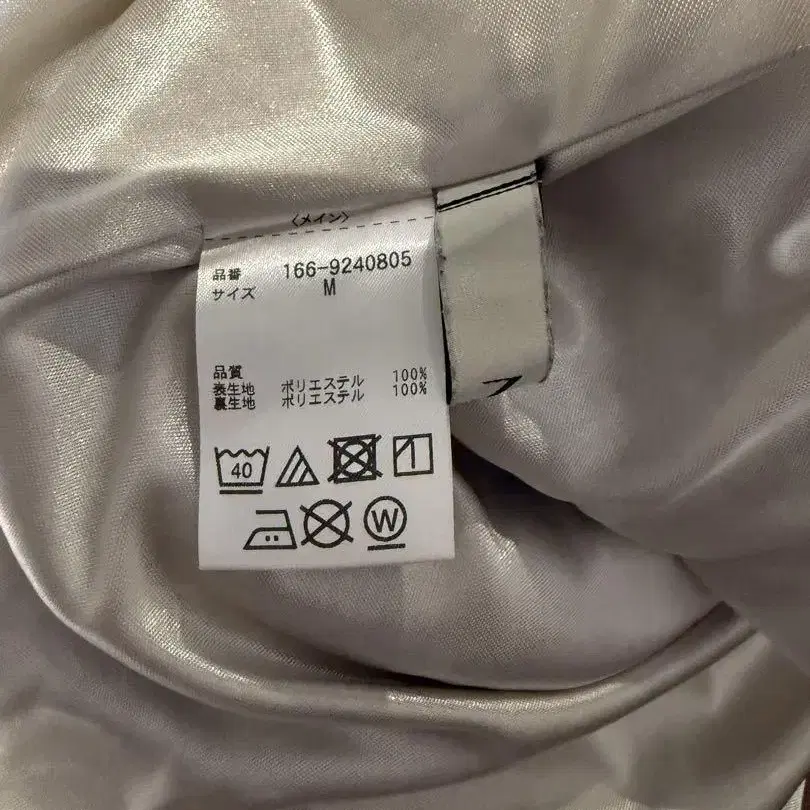 〈メイン〉
品番 166-9240805
サイズ M
品質
表生地 ポリエステル 100%
裏生地 ポリエステル 100%
40
W